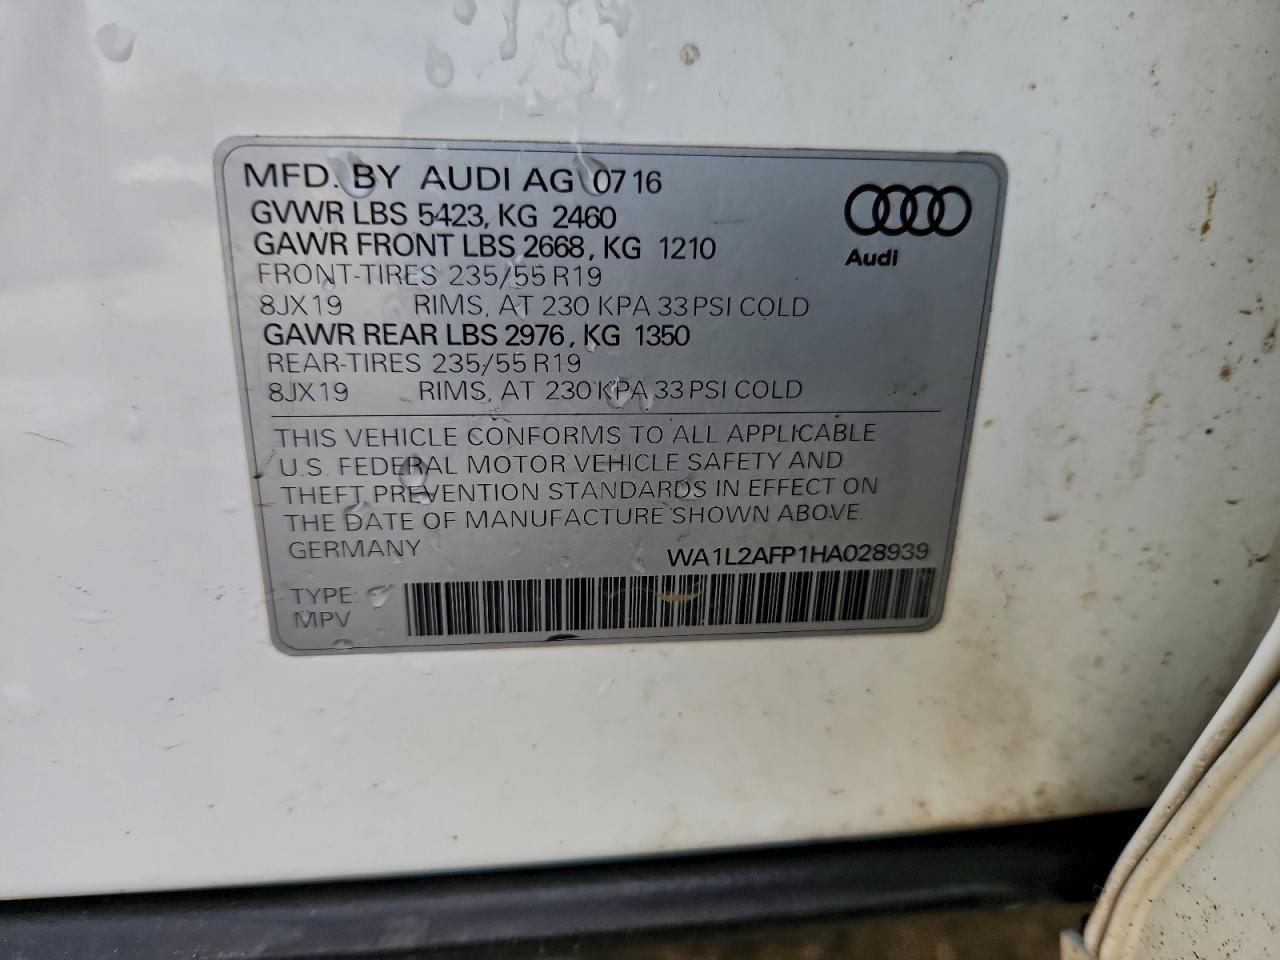 MFD. BY AUDI AG 0716
GVWR LBS 5423, KG 2460
GAWR FRONT LBS 2668, KG 1210
FRONT-TIRES 235/55 R19
8JX19 RIMS, AT 230 KPA 33 PSI COLD
GAWR REAR LBS 2976, KG 1350
REAR-TIRES 235/55 R19
8JX19 RIMS, AT 230 KPA 33 PSI COLD
Audi
THIS VEHICLE CONFORMS TO ALL APPLICABLE
U.S. FEDERAL MOTOR VEHICLE SAFETY AND
THEFT PREVENTION STANDARDS IN EFFECT ON
THE DATE OF MANUFACTURE SHOWN ABOVE.
GERMANY WA1L2AFP1HA028939
TYPE:
MPV